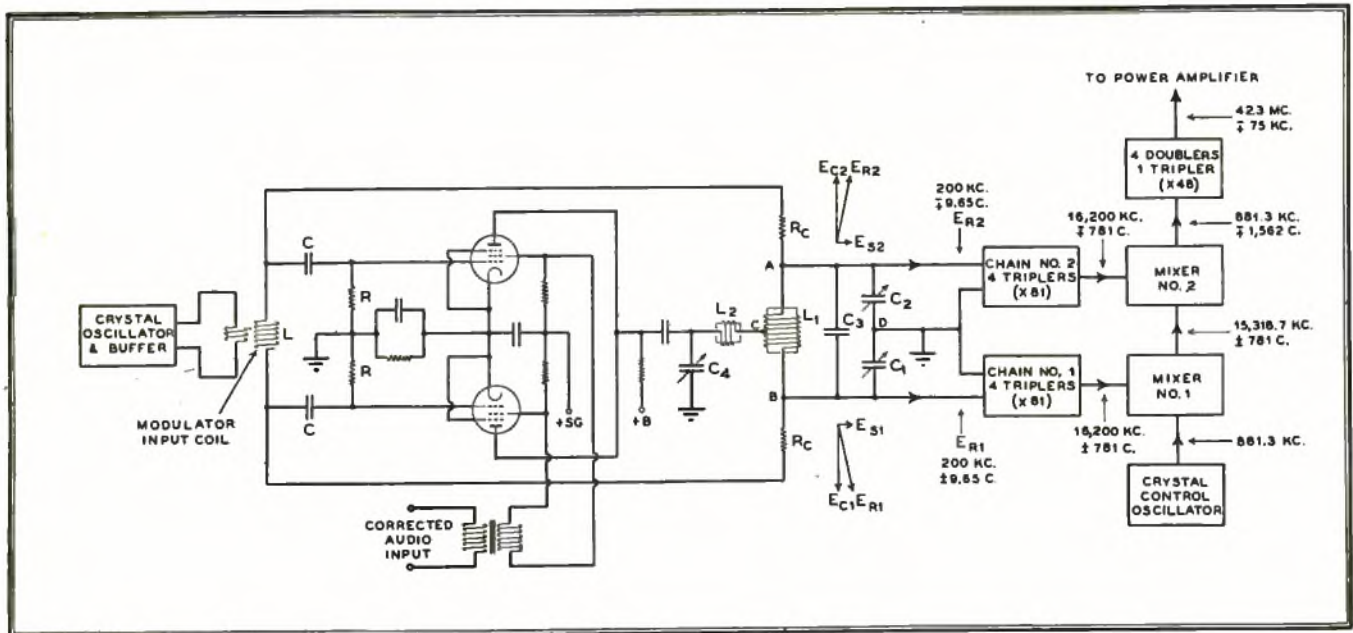 CRYSTAL
OSCILLATOR
& BUFFER
L
MODULATOR
INPUT COIL
C
C
R
R
+SG
+B
CORRECTED
AUDIO
INPUT
C4
L2
C
L1
A
B
RC
RC
C3
C2
D
C1
EC2 ER2
ES2
ES1
EC1 ER1
200 KC.
∓9.65 C.
ER2
ER1
200 KC.
±9.65 C.
CHAIN NO. 2
4 TRIPLERS
(X81)
CHAIN NO. 1
4 TRIPLERS
(X81)
16,200 KC.
∓ 781 C.
16,200 KC.
± 781 C.
TO POWER AMPLIFIER
42.3 MC.
∓ 75 KC.
4 DOUBLERS
1 TRIPLER
(X48)
881.3 KC.
∓ 1,562 C.
MIXER
NO. 2
15,318.7 KC.
± 781 C.
MIXER
NO. 1
881.3 KC.
CRYSTAL
CONTROL
OSCILLATOR